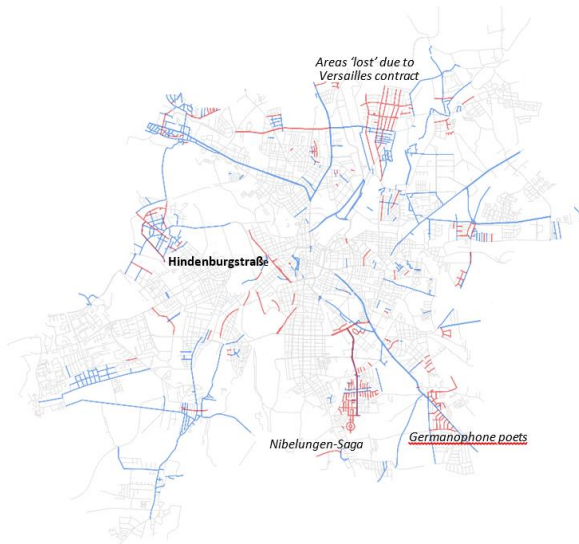 Areas ‘lost’ due to
Versailles contract
Hindenburgstraße
Nibelungen-Saga
Germanophone poets